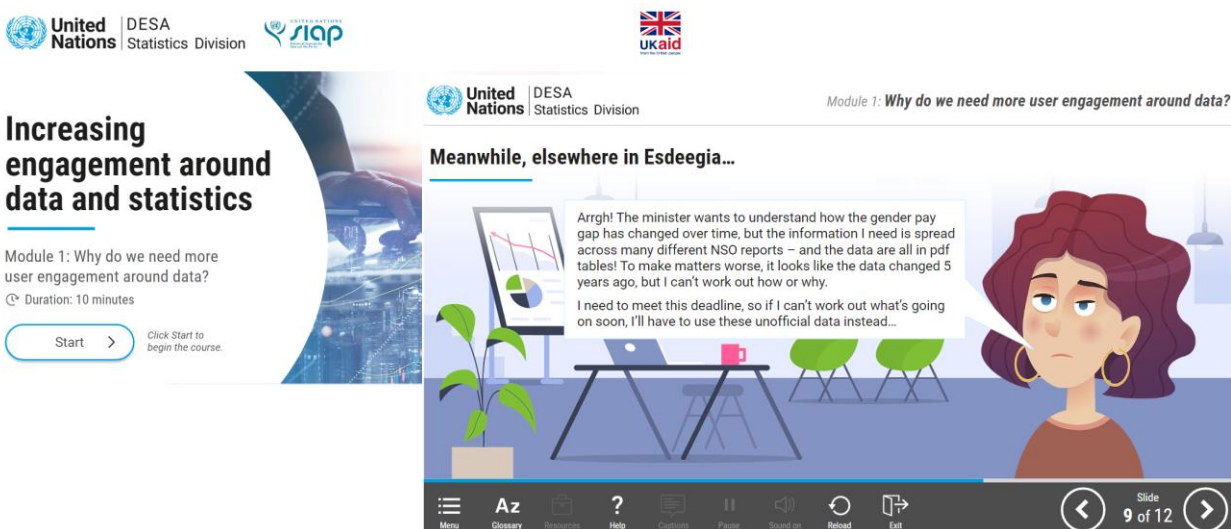 United Nations
DESA
Statistics Division
UNITED NATIONS
siap
UKaid
from the British people
Increasing
engagement around
data and statistics
Module 1: Why do we need more
user engagement around data?
Duration: 10 minutes
Start
Click Start to
begin the course.
United Nations
DESA
Statistics Division
Module 1: Why do we need more user engagement around data?
Meanwhile, elsewhere in Esdeegia…
Arrgh! The minister wants to understand how the gender pay
gap has changed over time, but the information I need is spread
across many different NSO reports – and the data are all in pdf
tables! To make matters worse, it looks like the data changed 5
years ago, but I can't work out how or why.
I need to meet this deadline, so if I can't work out what's going
on soon, I'll have to use these unofficial data instead…
Menu
Az
Glossary
Resources
?
Help
Captions
Pause
Sound on
Reload
Exit
Slide
9 of 12